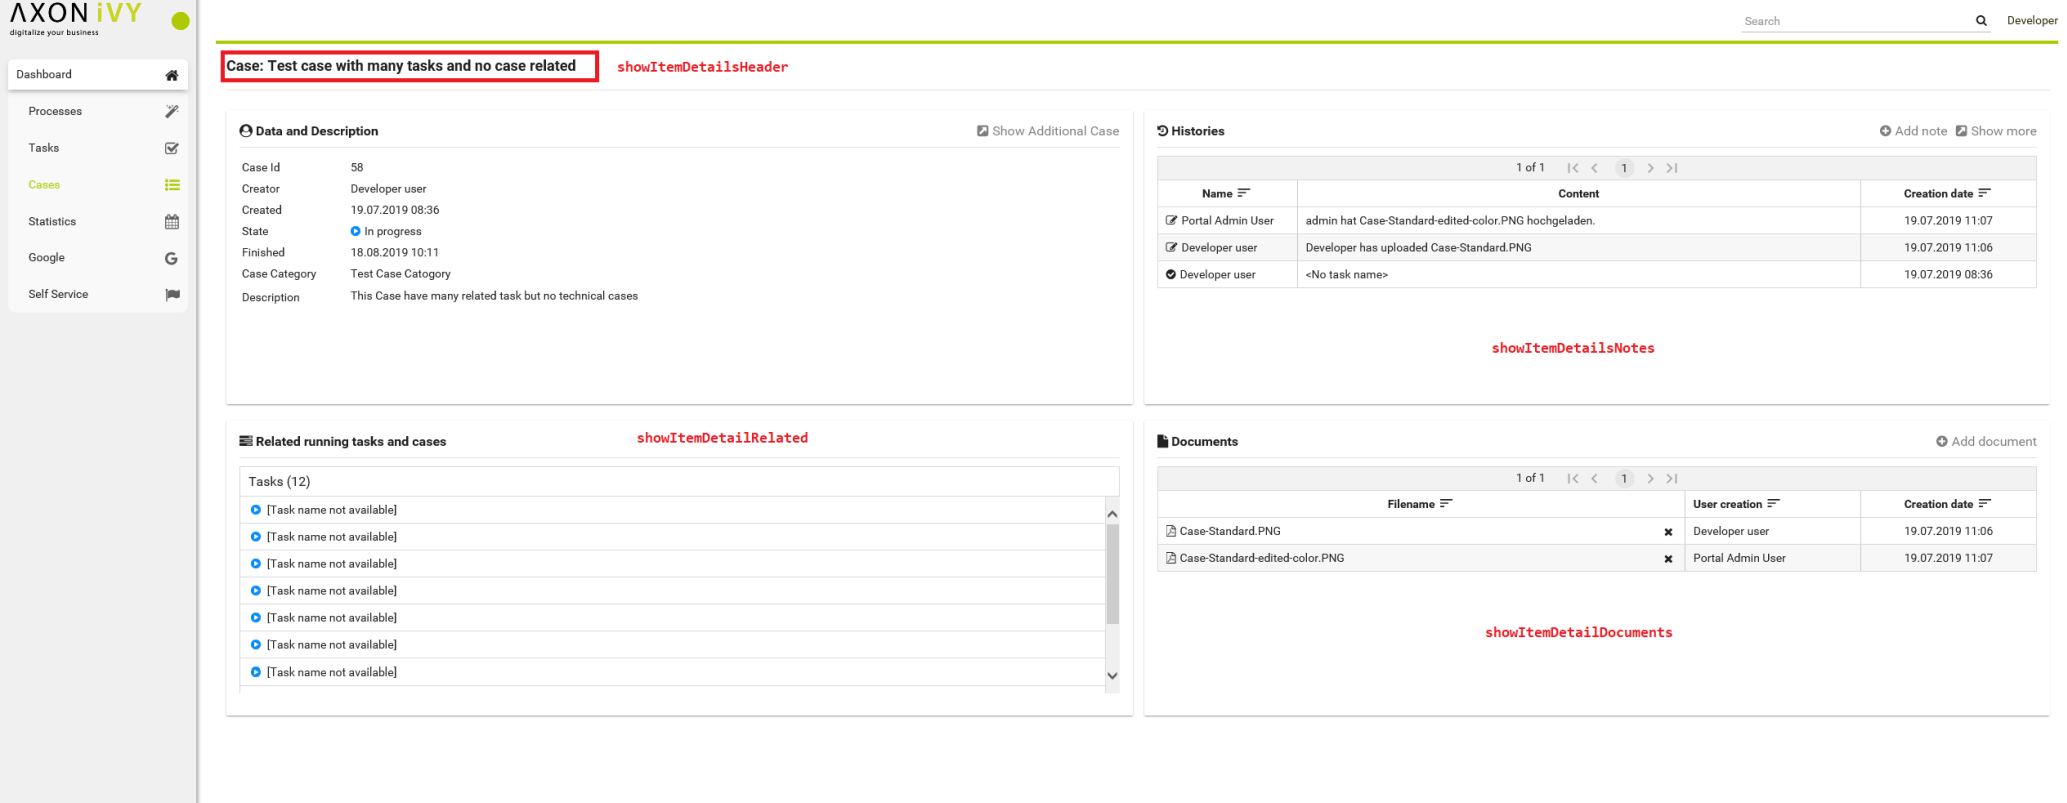 AXON iVY
digitalize your business
Search
Developer
Dashboard
Processes
Tasks
Cases
Statistics
Google
Self Service
Case: Test case with many tasks and no case related
showItemDetailsHeader
Data and Description
Show Additional Case
Case Id 58
Creator Developer user
Created 19.07.2019 08:36
State In progress
Finished 18.08.2019 10:11
Case Category Test Case Catogory
Description This Case have many related task but no technical cases
Histories
Add note Show more
1 of 1 1
Name Content Creation date
Portal Admin User admin hat Case-Standard-edited-color.PNG hochgeladen. 19.07.2019 11:07
Developer user Developer has uploaded Case-Standard.PNG 19.07.2019 11:06
Developer user <No task name> 19.07.2019 08:36
showItemDetailsNotes
Related running tasks and cases
showItemDetailRelated
Tasks (12)
[Task name not available]
[Task name not available]
[Task name not available]
[Task name not available]
[Task name not available]
[Task name not available]
[Task name not available]
Documents
Add document
1 of 1 1
Filename User creation Creation date
Case-Standard.PNG Developer user 19.07.2019 11:06
Case-Standard-edited-color.PNG Portal Admin User 19.07.2019 11:07
showItemDetailDocuments